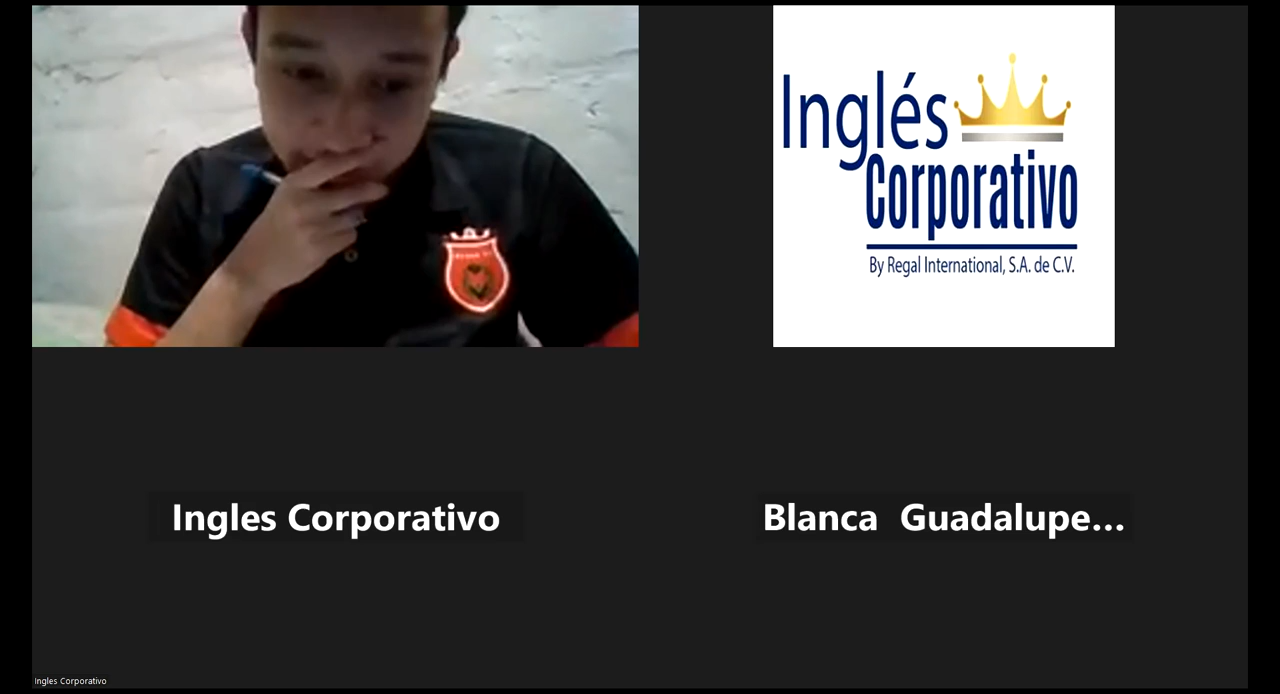 Inglés
Corporativo
By Regal International, S.A. de C.V.
Ingles Corporativo
Blanca  Guadalupe...
Ingles Corporativo